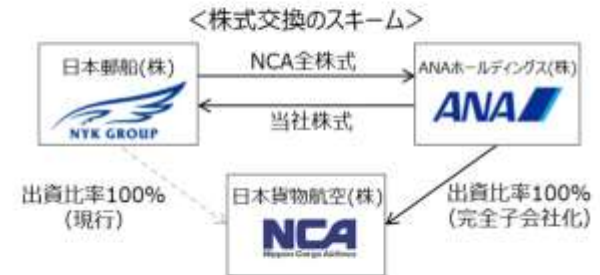 ＜株式交換のスキーム＞
日本郵船(株)
NYK GROUP
NCA全株式
当社株式
ANAホールディングス(株)
ANA
出資比率100%
(現行)
日本貨物航空(株)
NCA
Nippon Cargo Airlines
出資比率100%
(完全子会社化)